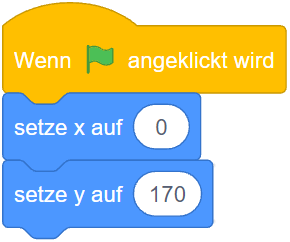 Wenn angeklickt wird
setze x auf 0
setze y auf 170